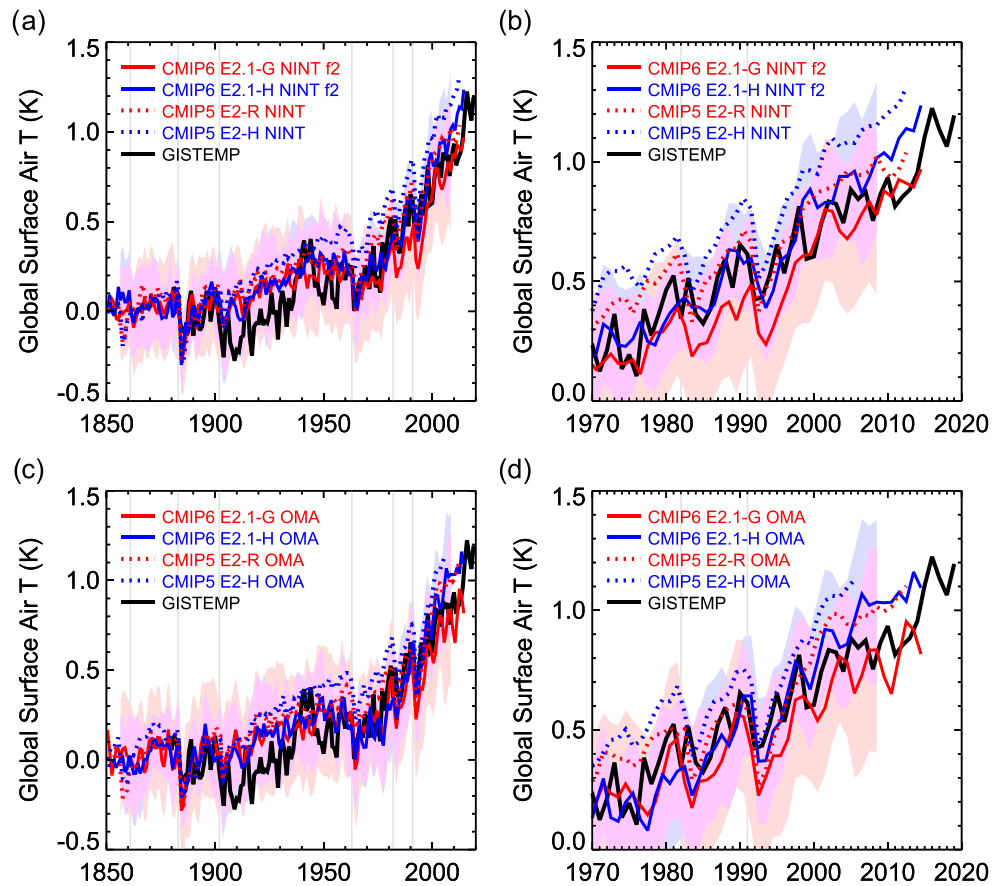 (a)
Global Surface Air T (K)
1.5
1.0
0.5
0.0
-0.5
CMIP6 E2.1-G NINT f2
CMIP6 E2.1-H NINT f2
CMIP5 E2-R NINT
CMIP5 E2-H NINT
GISTEMP
1850 1900 1950 2000
(b)
Global Surface Air T (K)
1.5
1.0
0.5
0.0
CMIP6 E2.1-G NINT f2
CMIP6 E2.1-H NINT f2
CMIP5 E2-R NINT
CMIP5 E2-H NINT
GISTEMP
1970 1980 1990 2000 2010 2020
(c)
Global Surface Air T (K)
1.5
1.0
0.5
0.0
-0.5
CMIP6 E2.1-G OMA
CMIP6 E2.1-H OMA
CMIP5 E2-R OMA
CMIP5 E2-H OMA
GISTEMP
1850 1900 1950 2000
(d)
Global Surface Air T (K)
1.5
1.0
0.5
0.0
CMIP6 E2.1-G OMA
CMIP6 E2.1-H OMA
CMIP5 E2-R OMA
CMIP5 E2-H OMA
GISTEMP
1970 1980 1990 2000 2010 2020